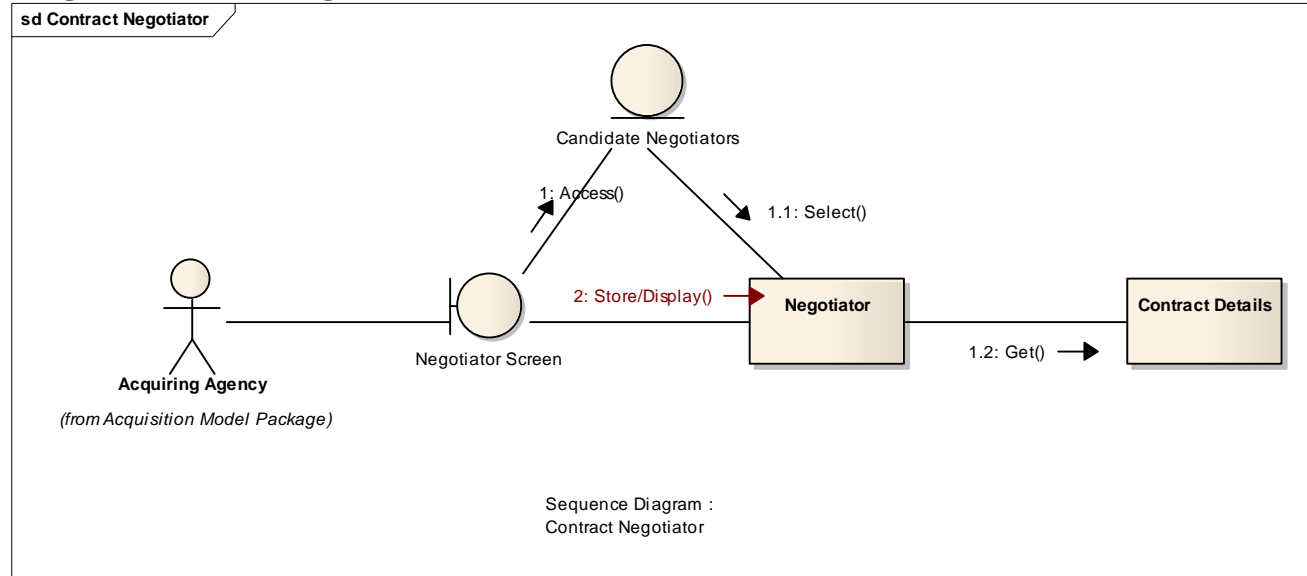 sd Contract Negotiator
Candidate Negotiators
1: Access()
1.1: Select()
2: Store/Display()
Negotiator
Contract Details
Negotiator Screen
1.2: Get()
Acquiring Agency
(from Acquisition Model Package)
Sequence Diagram :
Contract Negotiator